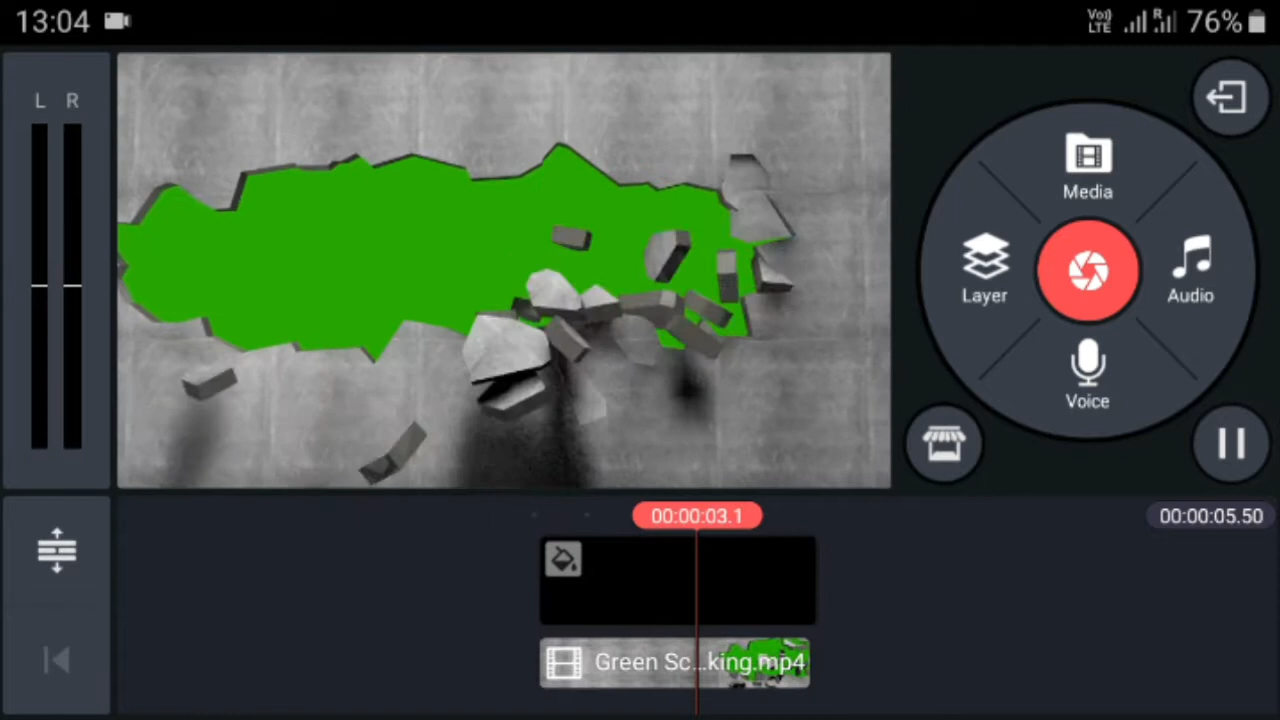 13:04
Vo)) LTE R 76%
L R
Media
Layer
Audio
Voice
00:00:03.1
00:00:05.50
Green Sc...king.mp4